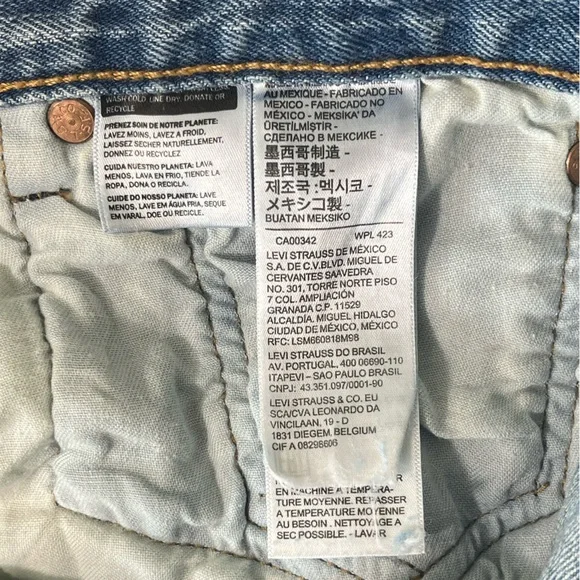 WASH COLD, LINE DRY, DONATE OR
RECYCLE
PRENEZ SOIN DE NOTRE PLANETE:
LAVEZ MOINS, LAVEZ A FROID,
LAISSEZ SECHER NATURELLEMENT,
DONNEZ OU RECYCLEZ
CUIDA NUESTRO PLANETA: LAVA
MENOS, LAVA EN FRIO, TIENDE LA
ROPA, DONA O RECICLA.
CUIDE DO NOSSO PLANETA: LAVE
MENOS, LAVE EM ÁGUA FRIA, SEQUE
EM VARAL, DOE OU RECICLE.
AU MEXIQUE - FABRICADO EN
MEXICO - FABRICADO NO
MÉXICO - MEKSİKA' DA
ÜRETİLMIŞTIR -
СДЕЛАНО В МЕКСИКЕ -
墨西哥制造 -
墨西哥製 -
제조국 :멕시코 -
メキシコ製 -
BUATAN MEKSIKO
CA00342 WPL 423
LEVI STRAUSS DE MÉXICO
S.A. DE C.V.BLVD. MIGUEL DE
CERVANTES SAAVEDRA
NO. 301, TORRE NORTE PISO
7 COL. AMPLIACIÓN
GRANADA C.P. 11529
ALCALDÍA. MIGUEL HIDALGO
CIUDAD DE MÉXICO, MÉXICO
RFC: LSM660818M98
LEVI STRAUSS DO BRASIL
AV. PORTUGAL, 400 06690-110
ITAPEVI – SAO PAULO BRASIL
CNPJ: 43.351.097/0001-90
LEVI STRAUSS & CO. EU
SCA/CVA LEONARDO DA
VINCILAAN, 19 - D
1831 DIEGEM, BELGIUM
CIF A 08298606
EN MACHINE A TEMPERA-
TURE MOYENNE. REPASSER
A TEMPERATURE MOYENNE
AU BESOIN . NETTOYAGE A
SEC POSSIBLE. - LAVAR